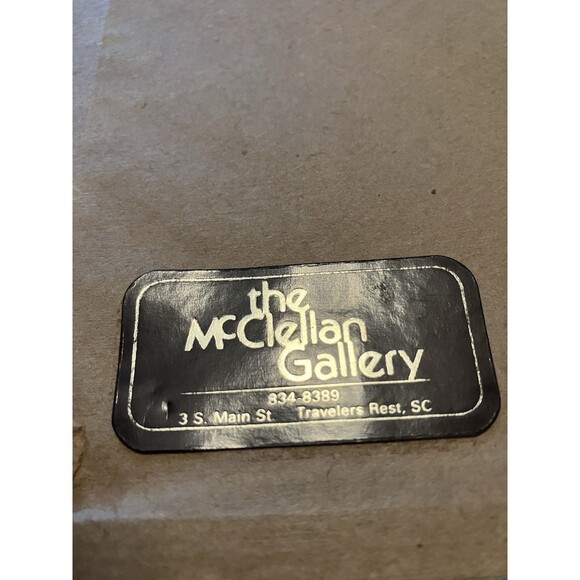 the
McClellan
Gallery
834-8389
3 S. Main St Travelers Rest, SC